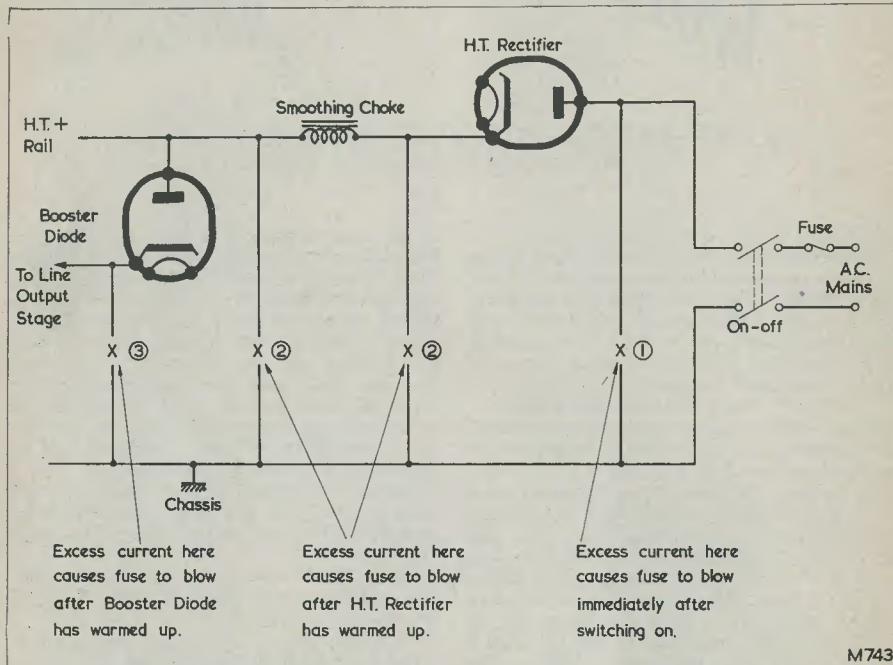 H.T. Rectifier
Smoothing Choke
H.T. +
Rail
Booster
Diode
To Line
Output
Stage
Fuse
A.C.
Mains
On-off
X ③
X ②
X ②
X ①
Chassis
Excess current here
causes fuse to blow
after Booster Diode
has warmed up.
Excess current here
causes fuse to blow
after H.T. Rectifier
has warmed up.
Excess current here
causes fuse to blow
immediately after
switching on.
M743